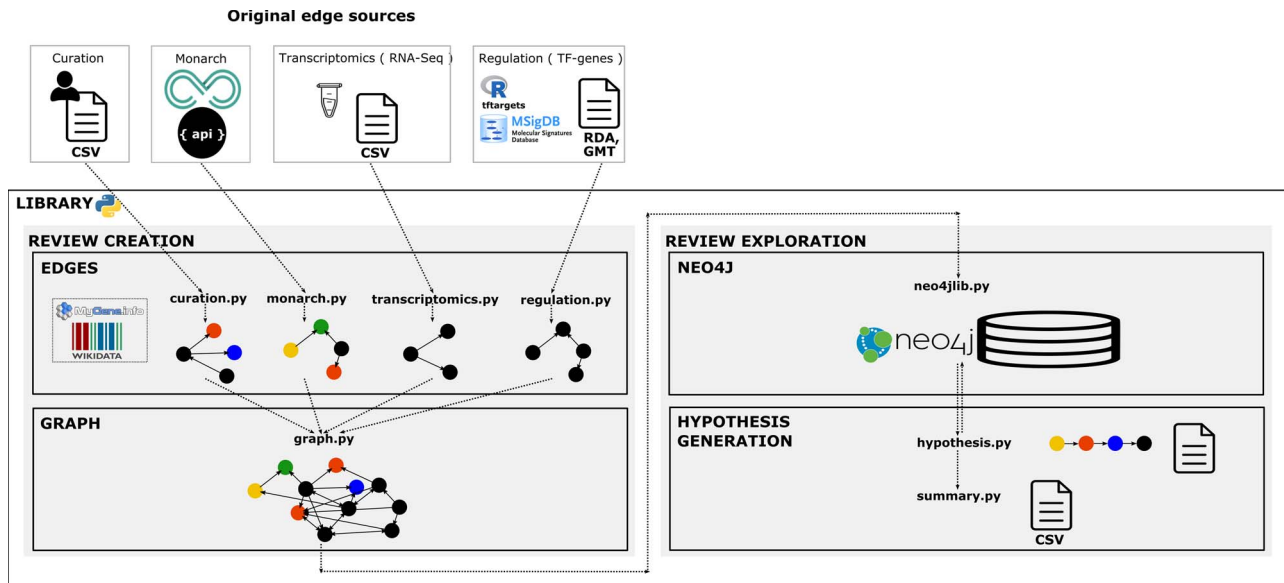 Original edge sources
Curation
CSV
Monarch
{ api }
Transcriptomics ( RNA-Seq )
CSV
Regulation ( TF-genes )
R
tftargets
MSigDB
Molecular Signatures
Database
RDA,
GMT
LIBRARY
REVIEW CREATION
EDGES
MyGene.info
WIKIDATA
curation.py
monarch.py
transcriptomics.py
regulation.py
GRAPH
graph.py
REVIEW EXPLORATION
NEO4J
neo4jlib.py
neo4j
HYPOTHESIS
GENERATION
hypothesis.py
summary.py
CSV